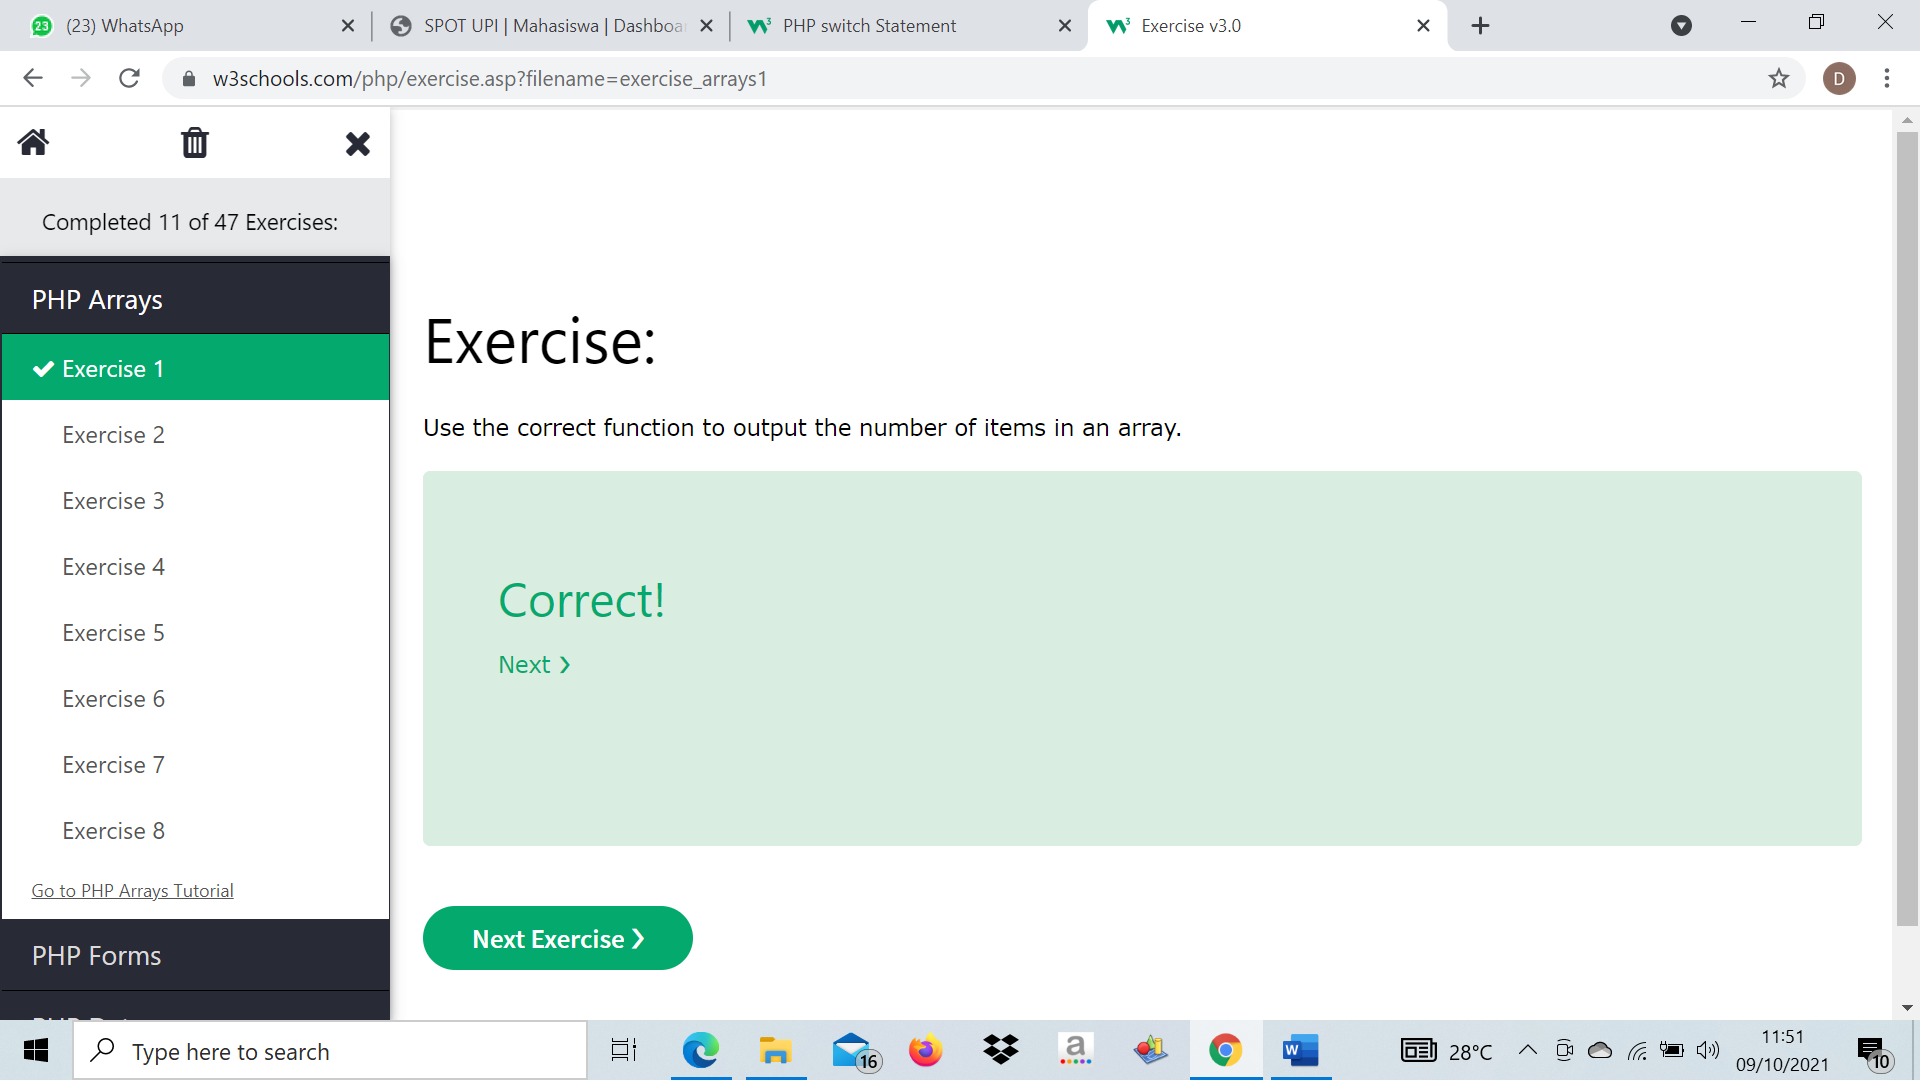 (23) WhatsApp
SPOT UPI | Mahasiswa | Dashboar
PHP switch Statement
Exercise v3.0
w3schools.com/php/exercise.asp?filename=exercise_arrays1
D
Completed 11 of 47 Exercises:
PHP Arrays
Exercise 1
Exercise 2
Exercise 3
Exercise 4
Exercise 5
Exercise 6
Exercise 7
Exercise 8
Go to PHP Arrays Tutorial
PHP Forms
Exercise:
Use the correct function to output the number of items in an array.
Correct!
Next ❯
Next Exercise ❯
Type here to search
16
28°C
11:51
09/10/2021
10